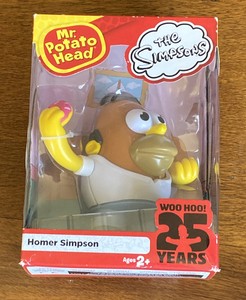 Mr.
Potato
Head
THE
SIMPSONS
WOO HOO!
25
YEARS
Homer Simpson
Ages 2+